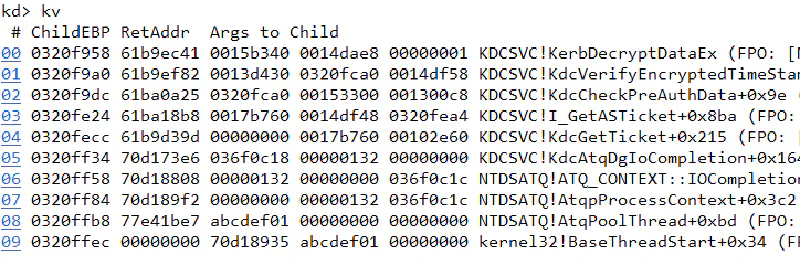 kd> kv
# ChildEBP RetAddr Args to Child
00 0320f958 61b9ec41 0015b340 0014dae8 00000001 KDCSVC!KerbDecryptDataEx (FPO: [N
01 0320f9a0 61b9ef82 0013d430 0320fca0 0014df58 KDCSVC!KdcVerifyEncryptedTimeStar
02 0320f9dc 61ba0a25 0320fca0 00153300 001300c8 KDCSVC!KdcCheckPreAuthData+0x9e (
03 0320fe24 61ba18b8 0017b760 0014df48 0320fea4 KDCSVC!I_GetASTicket+0x8ba (FPO:
04 0320fecc 61b9d39d 00000000 0017b760 00102e60 KDCSVC!KdcGetTicket+0x215 (FPO: [
05 0320ff34 70d173e6 036f0c18 00000132 00000000 KDCSVC!KdcAtqDgIoCompletion+0x164
06 0320ff58 70d18808 00000132 00000000 036f0c1c NTDSATQ!ATQ_CONTEXT::IOCompletion
07 0320ff84 70d189f2 00000000 00000132 036f0c1c NTDSATQ!AtqpProcessContext+0x3c2
08 0320ffb8 77e41be7 abcdef01 00000000 00000000 NTDSATQ!AtqPoolThread+0xbd (FPO:
09 0320ffec 00000000 70d18935 abcdef01 00000000 kernel32!BaseThreadStart+0x34 (F